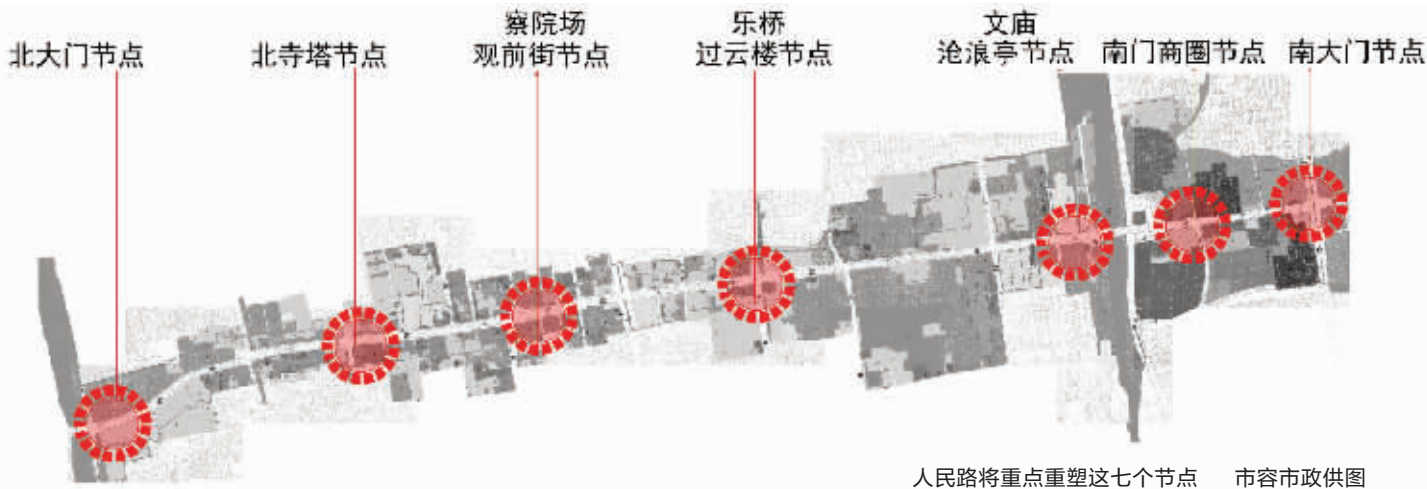 北大门节点
北寺塔节点
察院场
观前街节点
乐桥
过云楼节点
文庙
沧浪亭节点
南门商圈节点
南大门节点
人民路将重点重塑这七个节点 市容市政供图